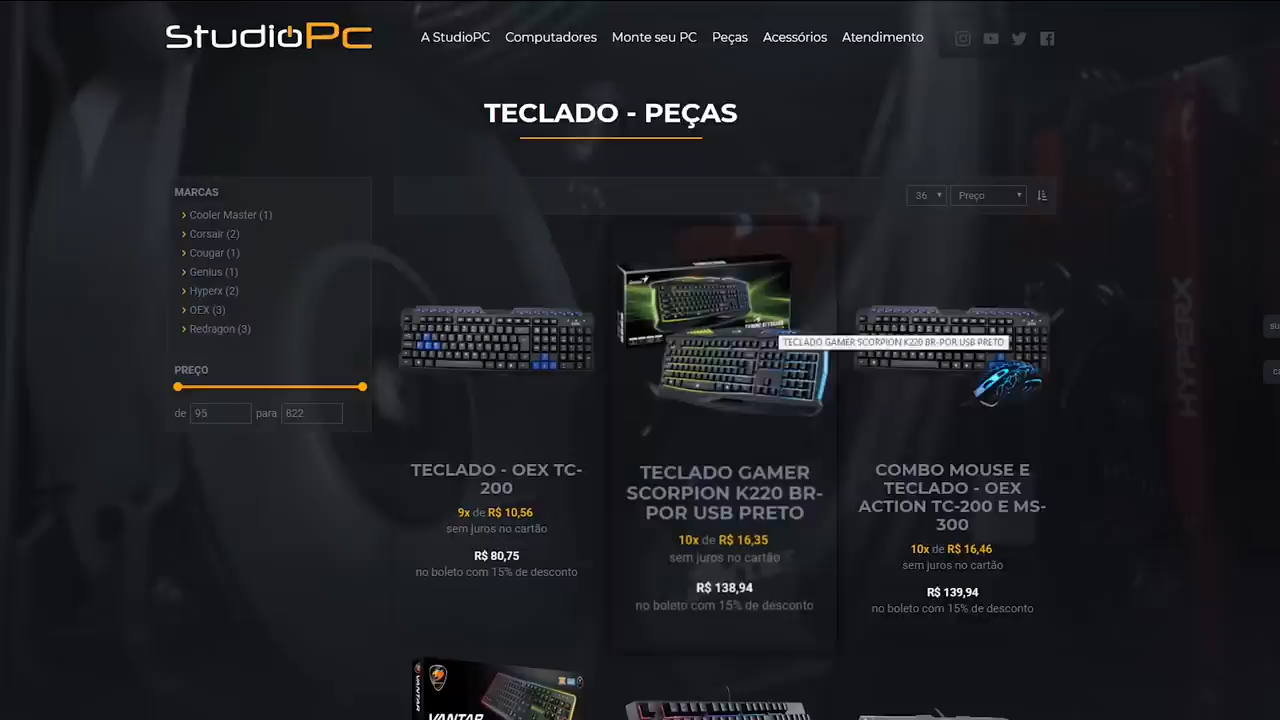 StudioPc
A StudioPC Computadores Monte seu PC Peças Acessórios Atendimento
TECLADO - PEÇAS
MARCAS
Cooler Master (1)
Corsair (2)
Cougar (1)
Genius (1)
Hyperx (2)
OEX (3)
Redragon (3)
PREÇO
de 95 para 822
36 Preço
TECLADO GAMER SCORPION K220 BR-POR USB PRETO
TECLADO - OEX TC-
200
9x de R$ 10,56
sem juros no cartão
R$ 80,75
no boleto com 15% de desconto
TECLADO GAMER
SCORPION K220 BR-
POR USB PRETO
10x de R$ 16,35
sem juros no cartão
R$ 138,94
no boleto com 15% de desconto
COMBO MOUSE E
TECLADO - OEX
ACTION TC-200 E MS-
300
10x de R$ 16,46
sem juros no cartão
R$ 139,94
no boleto com 15% de desconto
HYPERX
VANTAR
VANTAR